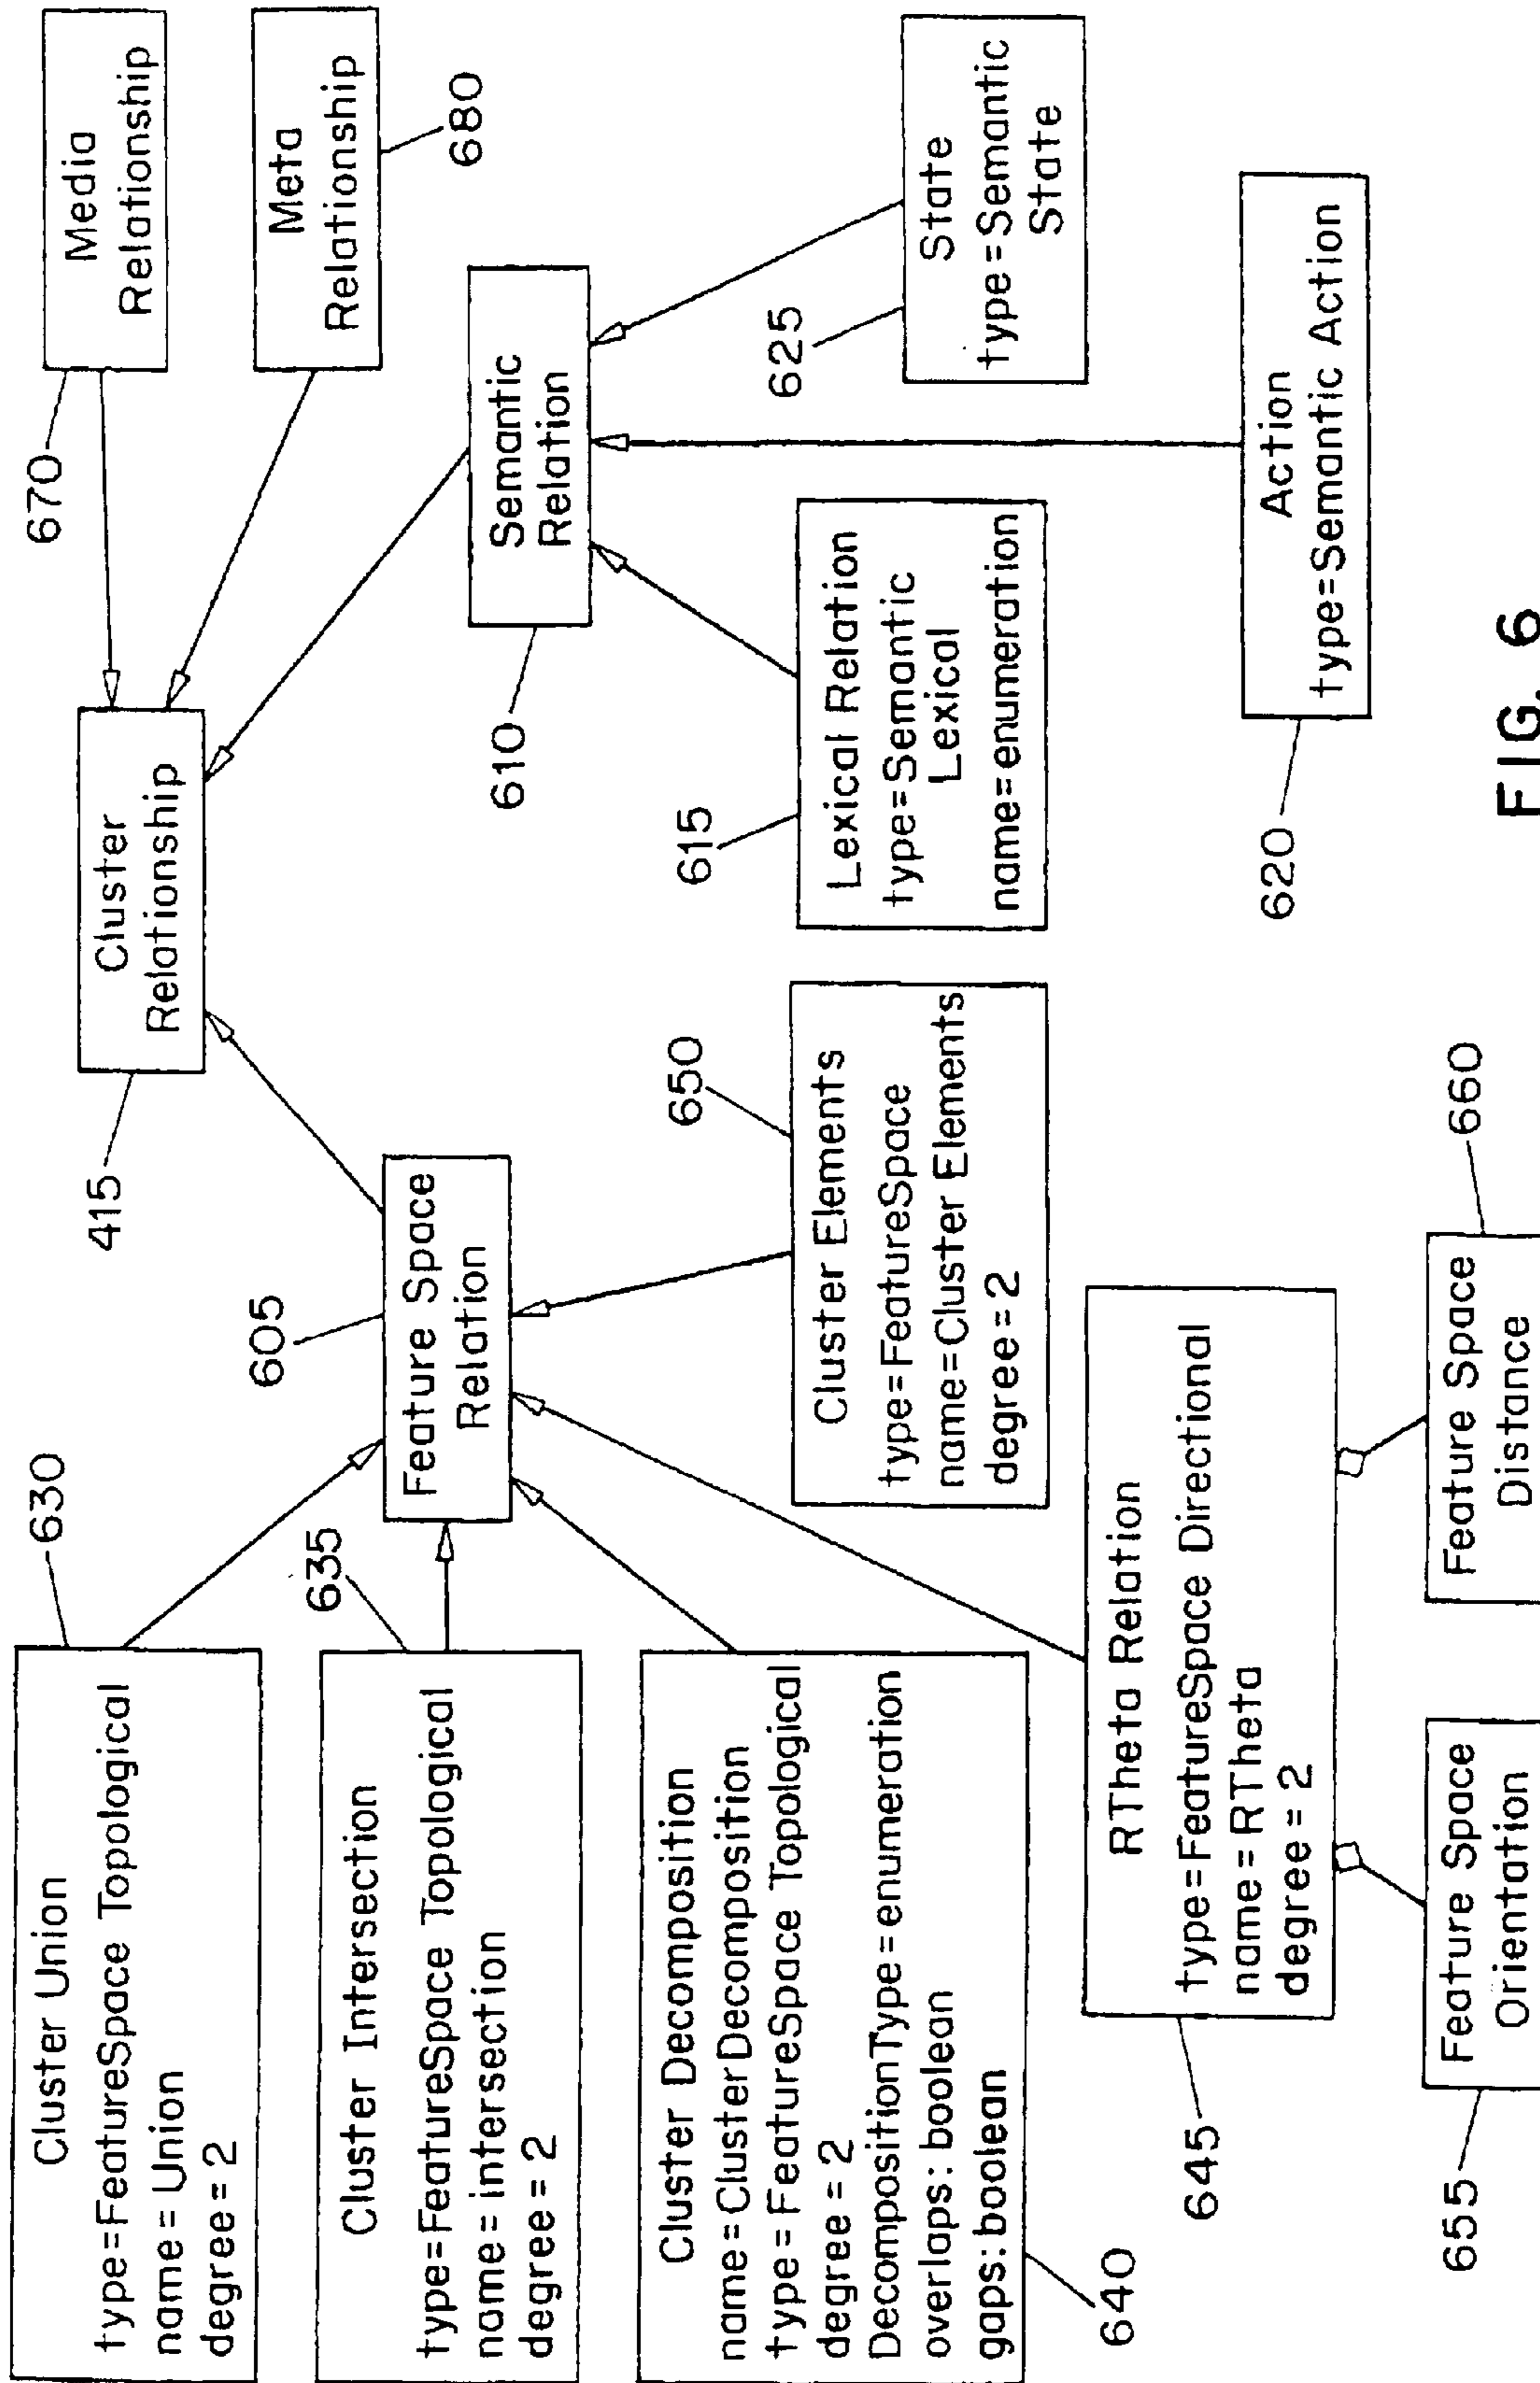 Cluster Union
type=FeatureSpace Topological
name=Union
degree=2
630
Cluster Intersection
type=FeatureSpace Topological
name=intersection
degree=2
635
Cluster Decomposition
name=ClusterDecomposition
type=FeatureSpace Topological
degree=2
DecompositionType=enumeration
overlaps:boolean
gaps:boolean
640
RTheta Relation
type=FeatureSpace Directional
name=RTheta
degree=2
645
Feature Space
Orientation
655
Feature Space
Distance
660
Feature Space
Relation
605
Cluster Elements
type=FeatureSpace
name=Cluster Elements
degree=2
650
Cluster
Relationship
415
Semantic
Relation
610
Lexical Relation
type=Semantic
Lexical
name=enumeration
615
Action
type=Semantic Action
620
State
type=Semantic
State
625
Media
Relationship
670
Meta
Relationship
680
FIG. 6